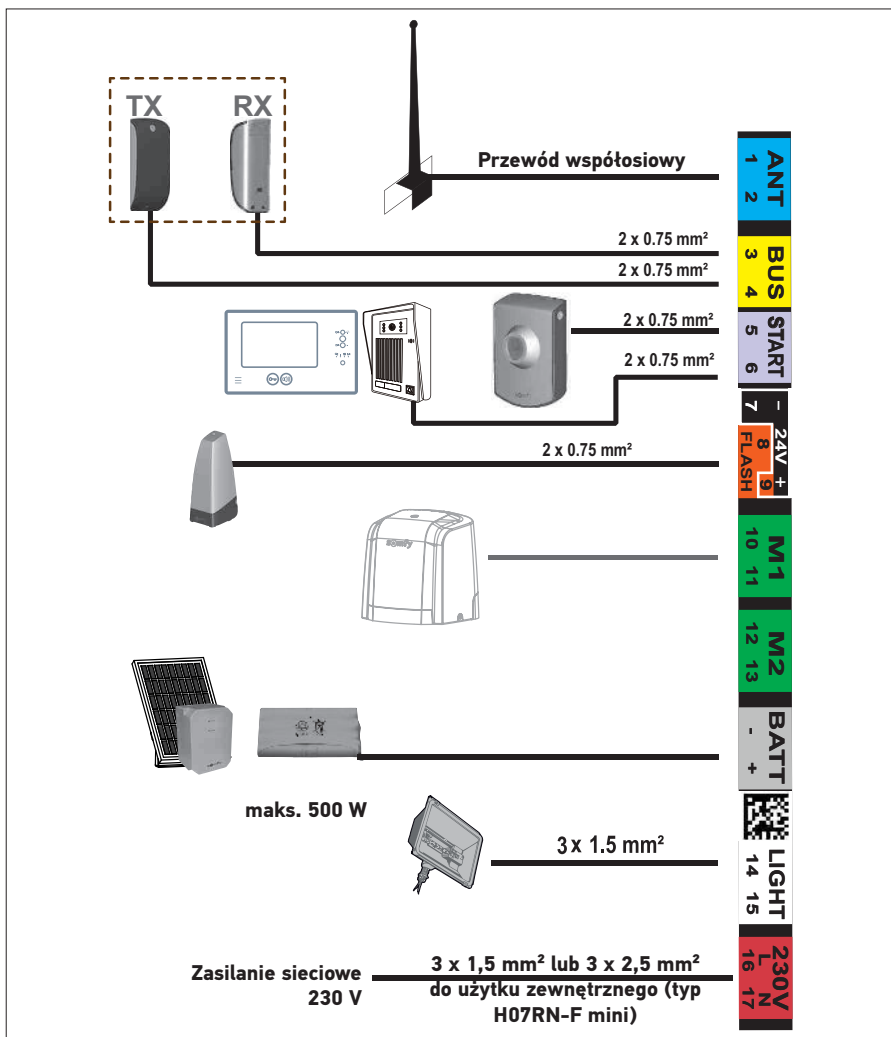 TX RX
Przewód współosiowy
ANT
1 2
2 x 0.75 mm²
2 x 0.75 mm²
BUS
3 4
2 x 0.75 mm²
2 x 0.75 mm²
START
5 6
2 x 0.75 mm²
- 24V +
7 8 9
FLASH
somfy
M1
10 11
M2
12 13
BATT
- +
maks. 500 W
3 x 1.5 mm²
LIGHT
14 15
Zasilanie sieciowe
230 V
3 x 1,5 mm² lub 3 x 2,5 mm²
do użytku zewnętrznego (typ
H07RN-F mini)
230V
L N
16 17